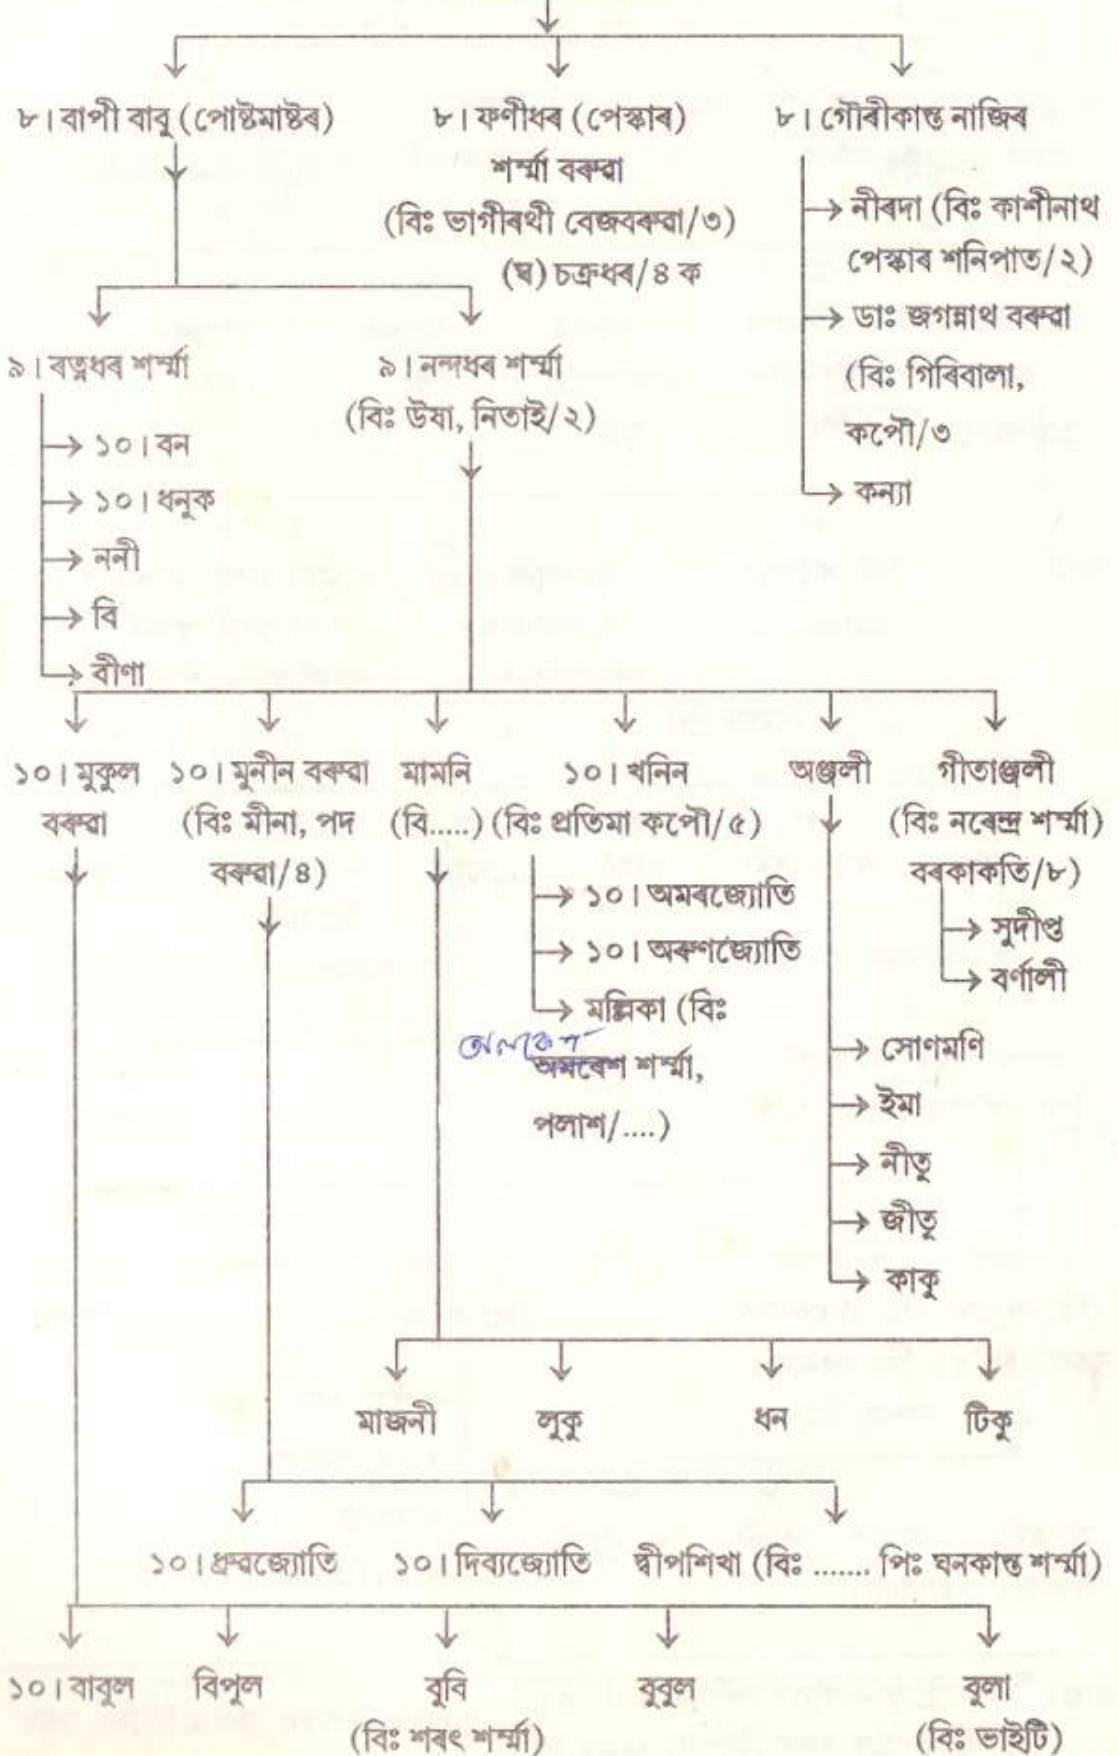 ৮। বাপী বাবু (পোষ্টমাষ্টৰ) ৮। ফণীধৰ (পেস্কাৰ) ৮। গৌৰীকান্ত নাজিৰ
শৰ্ম্মা বৰুৱা
(বিঃ ভাগীৰথী বেজবৰুৱা/৩)
(ঘ) চক্ৰধৰ/৪ ক
→ নীৰদা (বিঃ কাশীনাথ
পেস্কাৰ শনিপাত/২)
→ ডাঃ জগন্নাথ বৰুৱা
(বিঃ গিৰিবালা,
কপৌ/৩
→ কন্যা
৯। ৰত্নধৰ শৰ্ম্মা ৯। নন্দধৰ শৰ্ম্মা
(বিঃ উষা, নিতাই/২)
→ ১০। বন
→ ১০। ধনুক
→ ননী
→ বি
→ বীণা
১০। মুকুল ১০। মুনীন বৰুৱা মামনি ১০। খনিন অঞ্জলী গীতাঞ্জলী
বৰুৱা (বিঃ মীনা, পদ (বি.....) (বিঃ প্ৰতিমা কপৌ/৫) (বিঃ নৰেন্দ্ৰ শৰ্ম্মা)
বৰুৱা/৪) বৰকাকতি/৮)
→ ১০। অমৰজ্যোতি
→ ১০। অৰুণজ্যোতি
→ মল্লিকা (বিঃ
অমৰেশ শৰ্ম্মা,
পলাশ/....)
→ সুদীপ্ত
→ বৰ্ণালী
→ সোণমণি
→ ইমা
→ নীতু
→ জীতু
→ কাকু
মাজনী লুকু ধন টিকু
১০। ধ্ৰুৱজ্যোতি ১০। দিব্যজ্যোতি দ্বীপশিখা (বিঃ ....... পিঃ ঘনকান্ত শৰ্ম্মা)
১০। বাবুল বিপুল বুবি বুবুল বুলা
(বিঃ শৰৎ শৰ্ম্মা) (বিঃ ভাইটি)